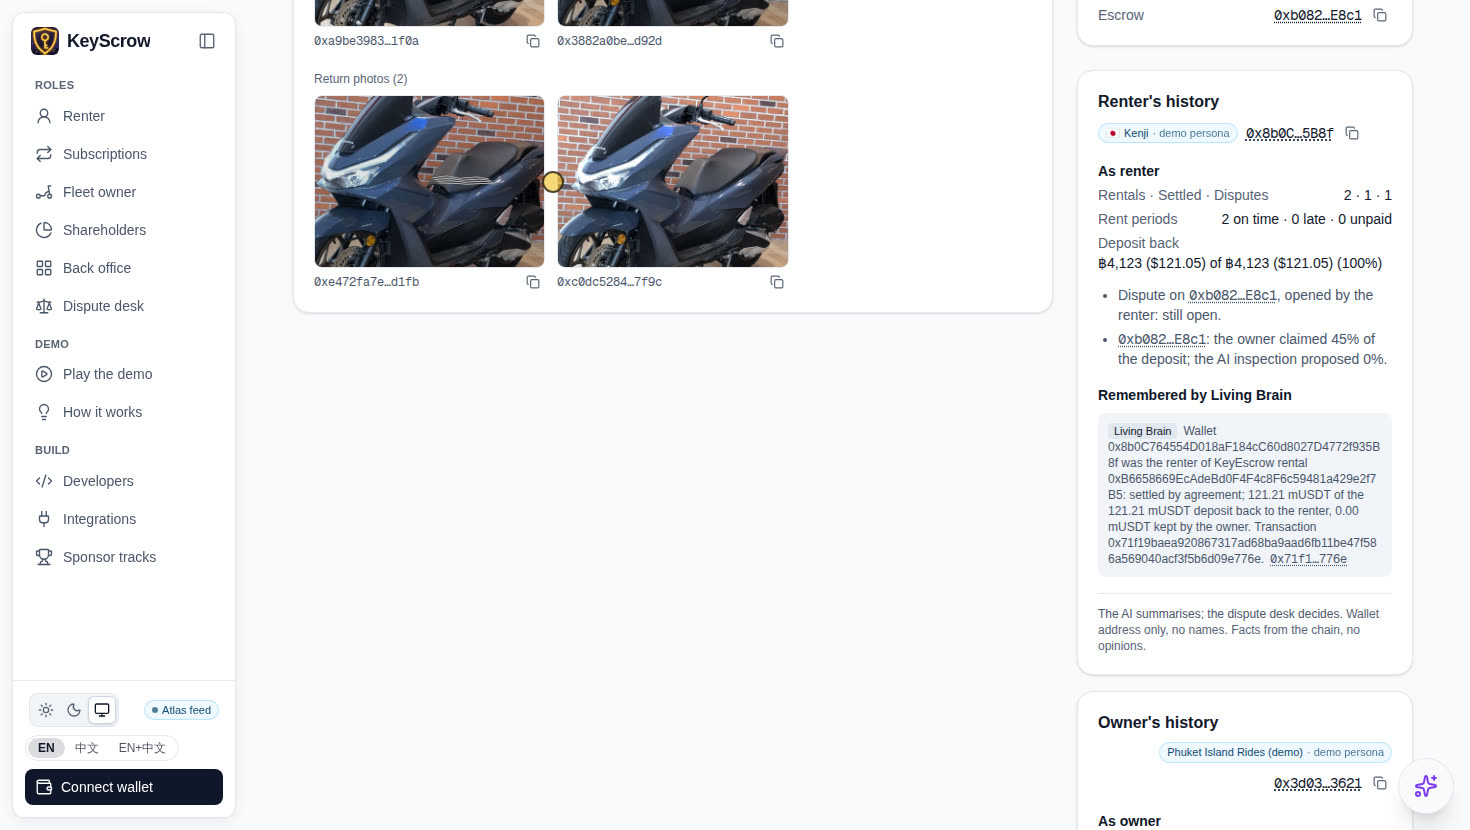 KeyScrow
ROLES
Renter
Subscriptions
Fleet owner
Shareholders
Back office
Dispute desk
DEMO
Play the demo
How it works
BUILD
Developers
Integrations
Sponsor tracks
Atlas feed
EN 中文 EN+中文
Connect wallet
0xa9be3983…1f0a
0x3882a0be…d92d
Return photos (2)
0xe472fa7e…d1fb
0xc0dc5284…7f9c
Escrow 0xb082…E8c1
Renter's history
Kenji · demo persona 0x8b0C…5B8f
As renter
Rentals · Settled · Disputes 2 · 1 · 1
Rent periods 2 on time · 0 late · 0 unpaid
Deposit back
฿4,123 ($121.05) of ฿4,123 ($121.05) (100%)
• Dispute on 0xb082…E8c1, opened by the
renter: still open.
• 0xb082…E8c1: the owner claimed 45% of
the deposit; the AI inspection proposed 0%.
Remembered by Living Brain
Living Brain Wallet
0x8b0C764554D018aF184cC60d8027D4772f935B
8f was the renter of KeyEscrow rental
0xB6658669EcAdeBd0F4F4c8F6c59481a429e2f7
B5: settled by agreement; 121.21 mUSDT of the
121.21 mUSDT deposit back to the renter, 0.00
mUSDT kept by the owner. Transaction
0x71f19baea920867317ad68ba9aad6fb11be47f58
6a569040acf3f5b6d09e776e. 0x71f1…776e
The AI summarises; the dispute desk decides. Wallet
address only, no names. Facts from the chain, no
opinions.
Owner's history
Phuket Island Rides (demo) · demo persona
0x3d03…3621
As owner